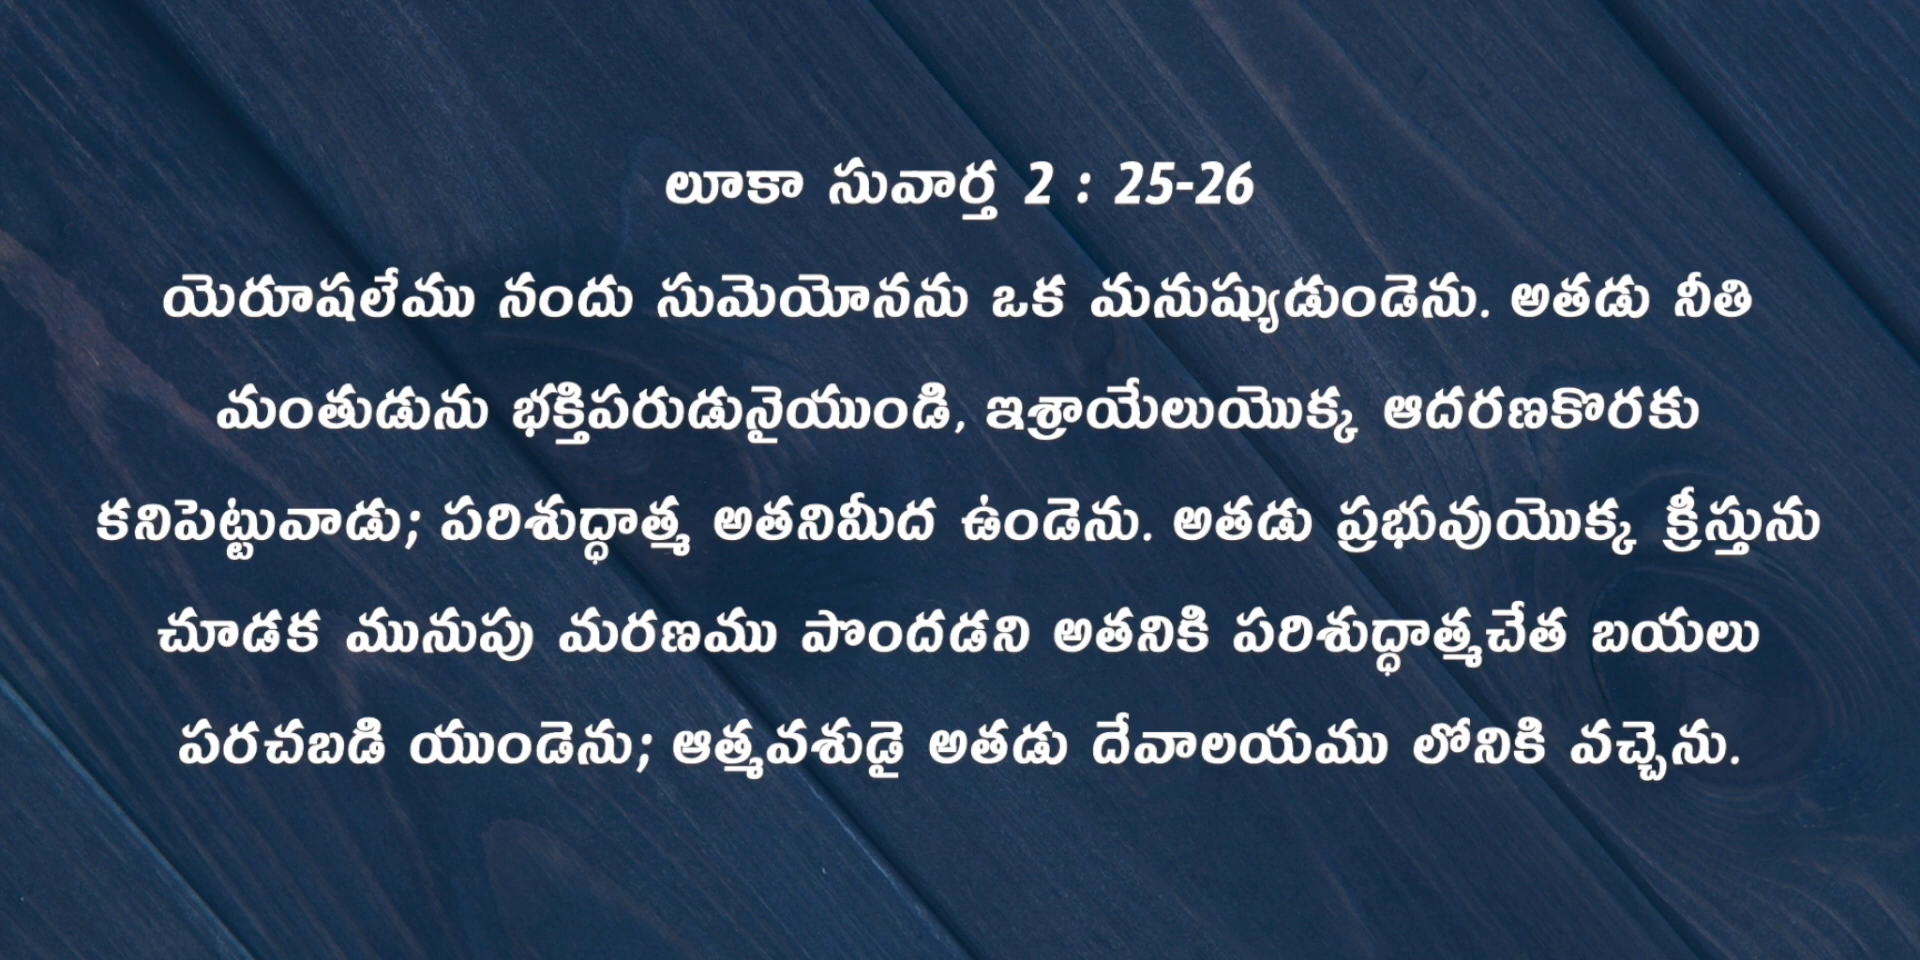 లూకా సువార్త 2 : 25-26
యెరూషలేము నందు సుమెయోనను ఒక మనుష్యుడుండెను. అతడు నీతి
మంతుడును భక్తిపరుడునైయుండి, ఇశ్రాయేలుయొక్క ఆదరణకొరకు
కనిపెట్టువాడు; పరిశుద్ధాత్మ అతనిమీద ఉండెను. అతడు ప్రభువుయొక్క క్రీస్తును
చూడక మునుపు మరణము పొందడని అతనికి పరిశుద్ధాత్మచేత బయలు
పరచబడి యుండెను; ఆత్మవశుడై అతడు దేవాలయము లోనికి వచ్చెను.